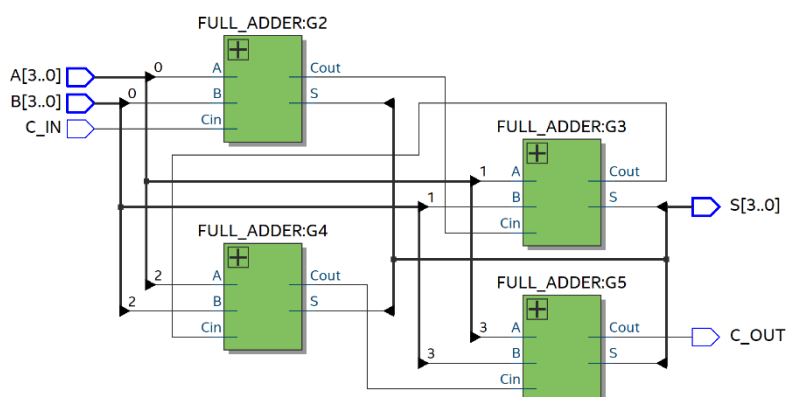 FULL_ADDER:G2
A[3..0] 0 A Cout
B[3..0] 0 B S
C_IN Cin
FULL_ADDER:G3
1 A Cout
1 B S S[3..0]
Cin
FULL_ADDER:G4
2 A Cout
2 B S
Cin
FULL_ADDER:G5
3 A Cout C_OUT
3 B S
Cin